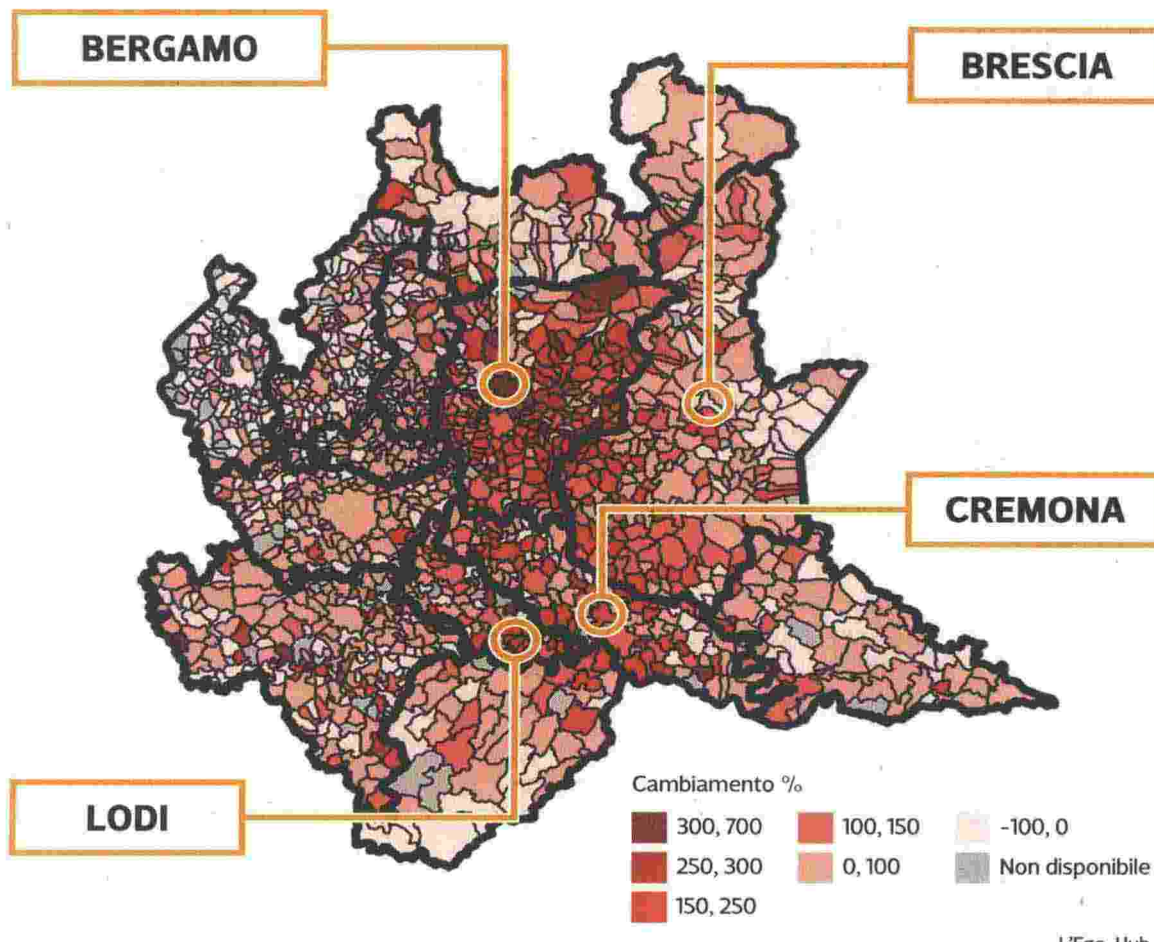 BERGAMO
BRESCIA
CREMONA
LODI
Cambiamento %
300, 700
250, 300
150, 250
100, 150
0, 100
-100, 0
Non disponibile